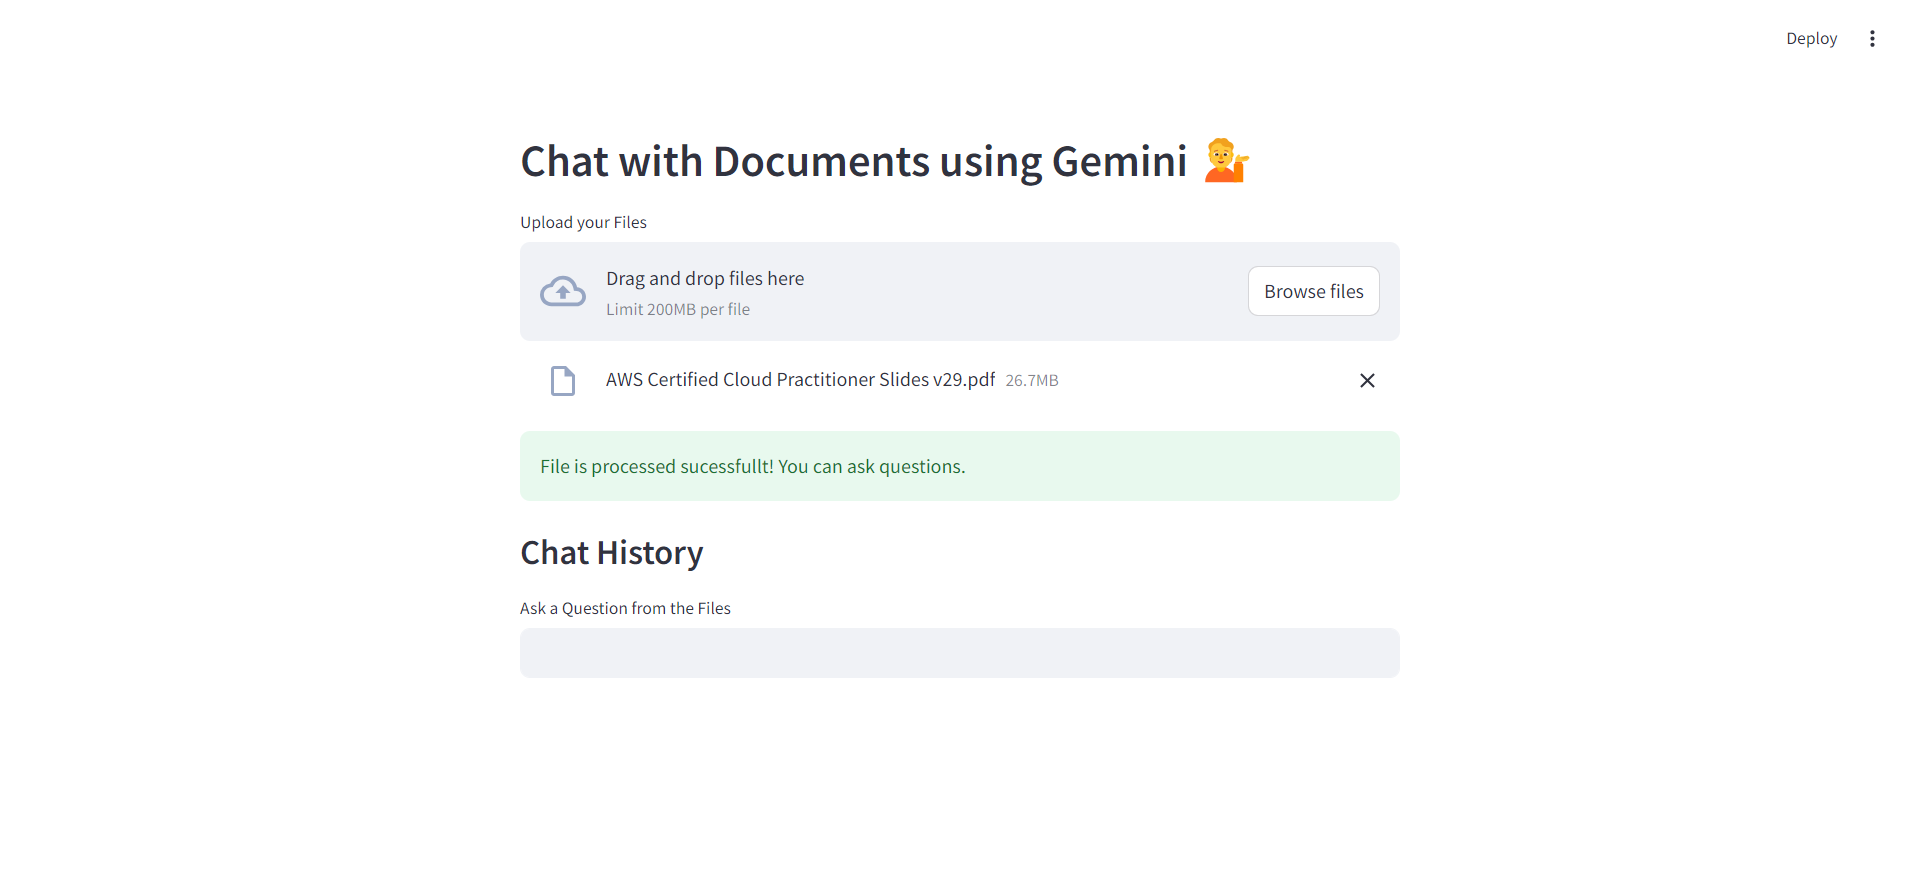 Deploy
Chat with Documents using Gemini 💁
Upload your Files
Drag and drop files here
Limit 200MB per file
Browse files
AWS Certified Cloud Practitioner Slides v29.pdf 26.7MB
File is processed sucessfullt! You can ask questions.
Chat History
Ask a Question from the Files